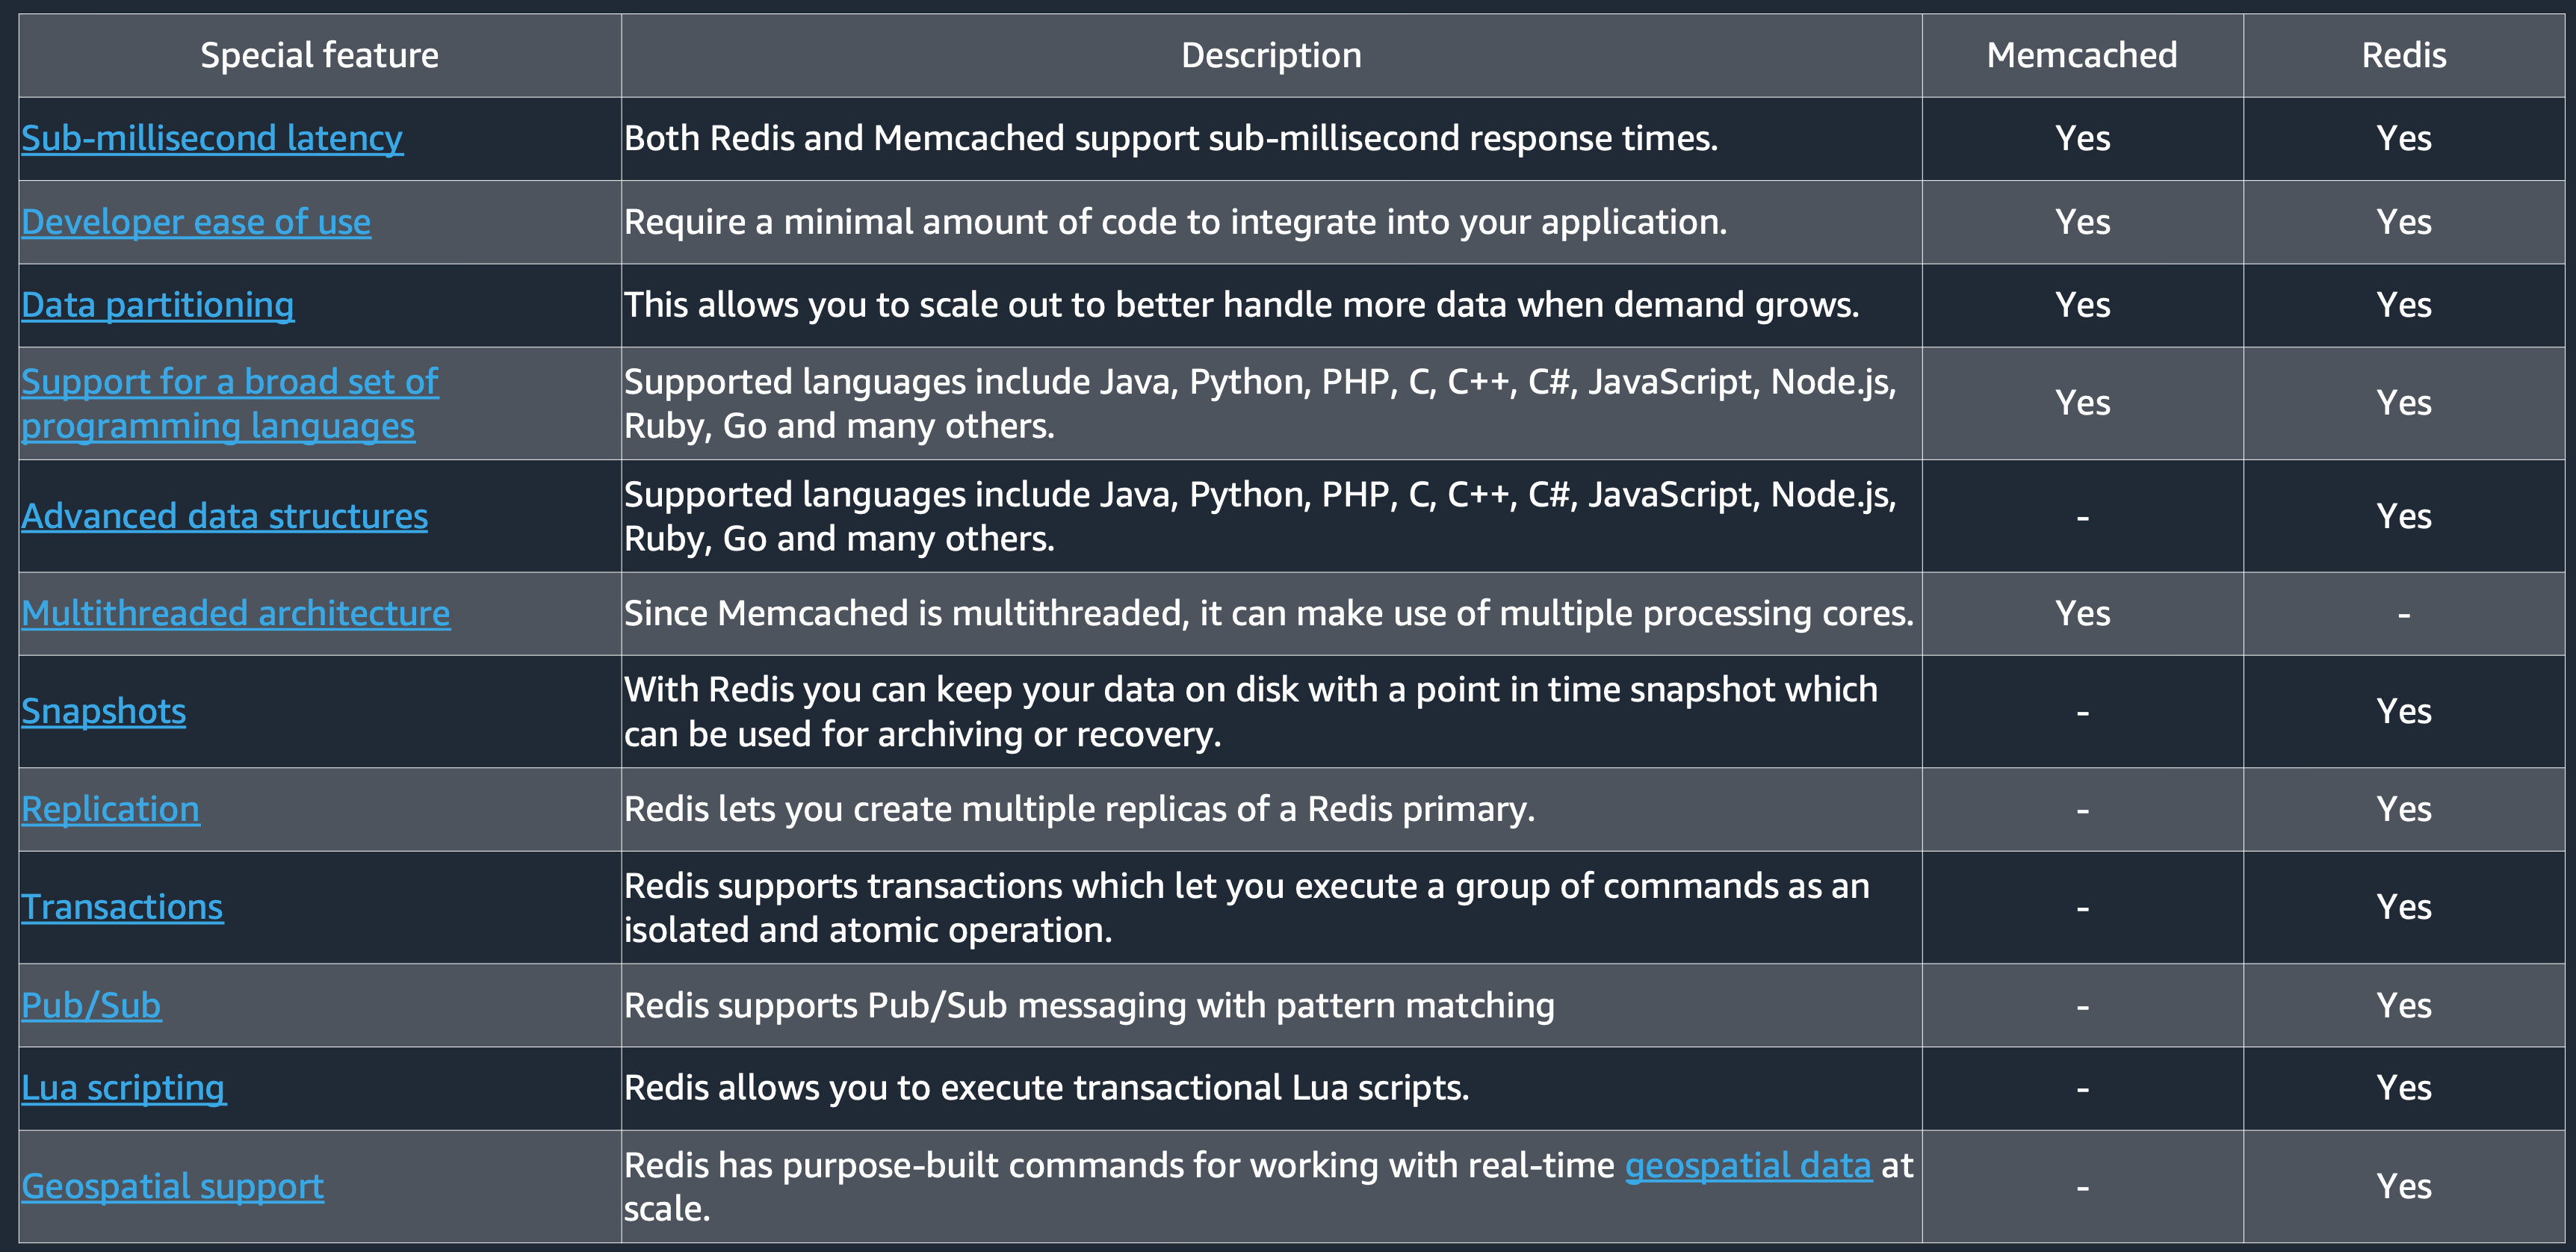 Special feature Description Memcached Redis
Sub-millisecond latency Both Redis and Memcached support sub-millisecond response times. Yes Yes
Developer ease of use Require a minimal amount of code to integrate into your application. Yes Yes
Data partitioning This allows you to scale out to better handle more data when demand grows. Yes Yes
Support for a broad set of
programming languages
Supported languages include Java, Python, PHP, C, C++, C#, JavaScript, Node.js,
Ruby, Go and many others.
Yes Yes
Advanced data structures
Supported languages include Java, Python, PHP, C, C++, C#, JavaScript, Node.js,
Ruby, Go and many others.
- Yes
Multithreaded architecture Since Memcached is multithreaded, it can make use of multiple processing cores. Yes -
Snapshots
With Redis you can keep your data on disk with a point in time snapshot which
can be used for archiving or recovery.
- Yes
Replication Redis lets you create multiple replicas of a Redis primary. - Yes
Transactions
Redis supports transactions which let you execute a group of commands as an
isolated and atomic operation.
- Yes
Pub/Sub Redis supports Pub/Sub messaging with pattern matching - Yes
Lua scripting Redis allows you to execute transactional Lua scripts. - Yes
Geospatial support
Redis has purpose-built commands for working with real-time geospatial data at
scale.
- Yes